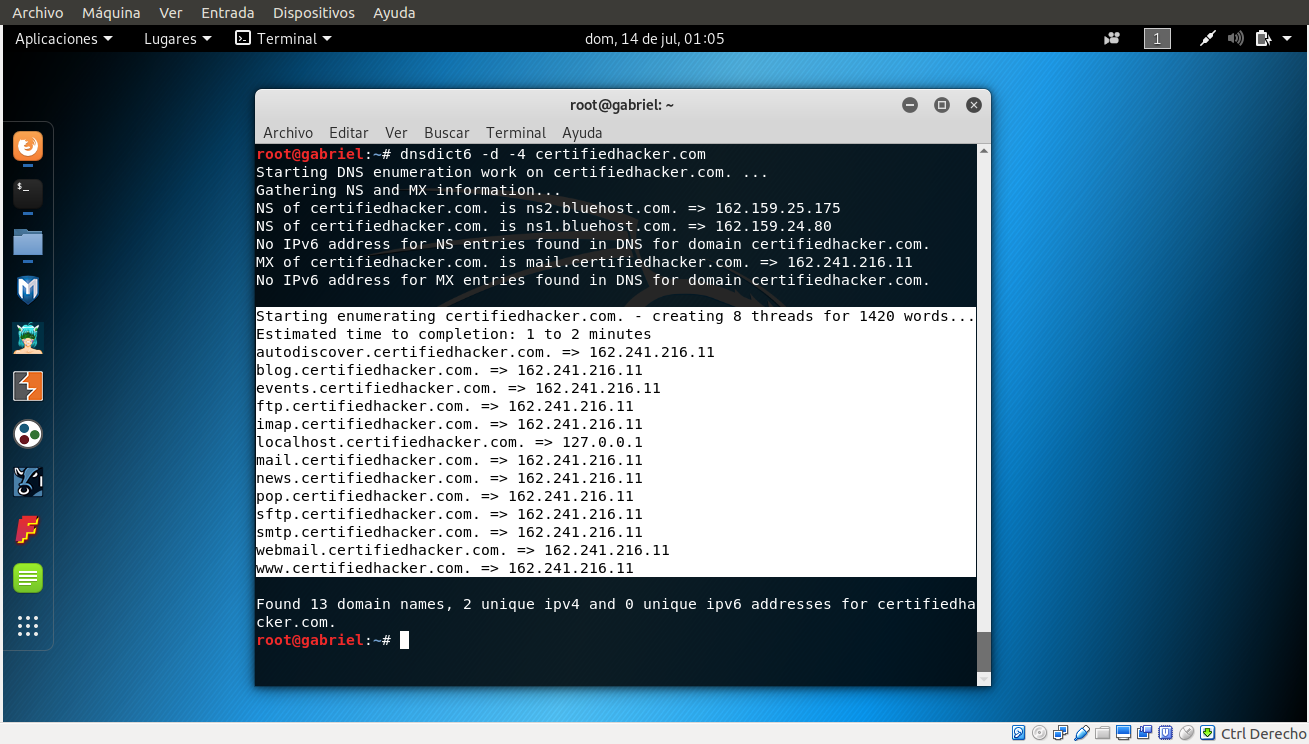 Archivo Máquina Ver Entrada Dispositivos Ayuda
Aplicaciones Lugares Terminal dom, 14 de jul, 01:05 1
root@gabriel: ~
Archivo Editar Ver Buscar Terminal Ayuda
root@gabriel:~# dnsdict6 -d -4 certifiedhacker.com
Starting DNS enumeration work on certifiedhacker.com. ...
Gathering NS and MX information...
NS of certifiedhacker.com. is ns2.bluehost.com. => 162.159.25.175
NS of certifiedhacker.com. is ns1.bluehost.com. => 162.159.24.80
No IPv6 address for NS entries found in DNS for domain certifiedhacker.com.
MX of certifiedhacker.com. is mail.certifiedhacker.com. => 162.241.216.11
No IPv6 address for MX entries found in DNS for domain certifiedhacker.com.
Starting enumerating certifiedhacker.com. - creating 8 threads for 1420 words...
Estimated time to completion: 1 to 2 minutes
autodiscover.certifiedhacker.com. => 162.241.216.11
blog.certifiedhacker.com. => 162.241.216.11
events.certifiedhacker.com. => 162.241.216.11
ftp.certifiedhacker.com. => 162.241.216.11
imap.certifiedhacker.com. => 162.241.216.11
localhost.certifiedhacker.com. => 127.0.0.1
mail.certifiedhacker.com. => 162.241.216.11
news.certifiedhacker.com. => 162.241.216.11
pop.certifiedhacker.com. => 162.241.216.11
sftp.certifiedhacker.com. => 162.241.216.11
smtp.certifiedhacker.com. => 162.241.216.11
webmail.certifiedhacker.com. => 162.241.216.11
www.certifiedhacker.com. => 162.241.216.11
Found 13 domain names, 2 unique ipv4 and 0 unique ipv6 addresses for certifiedha
cker.com.
root@gabriel:~#
Ctrl Derecho